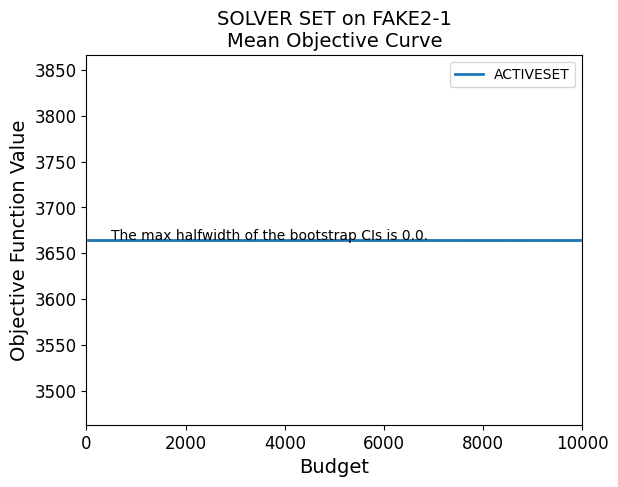 SOLVER SET on FAKE2-1
Mean Objective Curve
ACTIVESET
Objective Function Value
3850
3800
3750
3700
3650
3600
3550
3500
The max halfwidth of the bootstrap CIs is 0.0.
0 2000 4000 6000 8000 10000
Budget